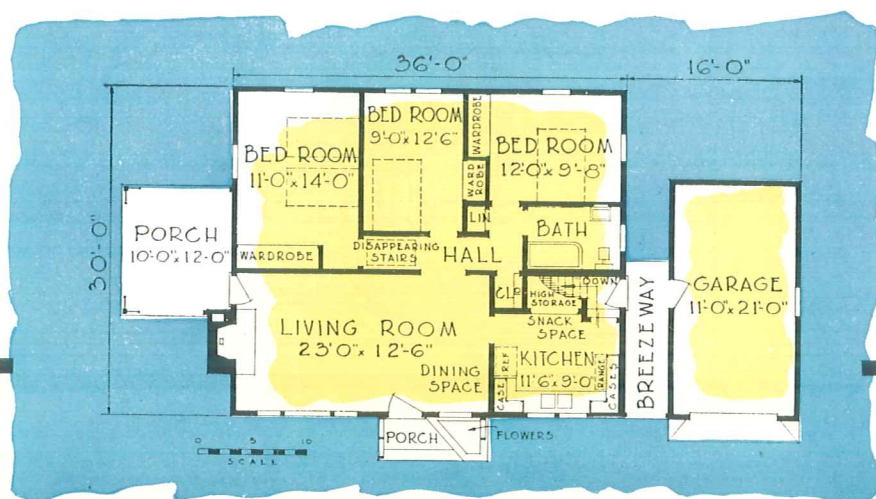 36'-0"
16'-0"
30'-0"
BED ROOM
11'-0" x 14'-0"
BED ROOM
9'-0" x 12'6"
WARDROBE
WARD
ROBE
BED ROOM
12'-0" x 9'-8"
PORCH
10'-0" x 12'-0"
WARDROBE
DISAPPEARING
STAIRS
HALL
LIN
BATH
GARAGE
11'-0" x 21'-0"
CLO
HIGH
STORAGE
DOWN
LIVING ROOM
23'0" x 12'-6"
DINING
SPACE
SNACK
SPACE
REF.
KITCHEN
11'6" x 9'-0"
RANGE
CASE
CASES
BREEZEWAY
PORCH
FLOWERS
0 5 10
SCALE